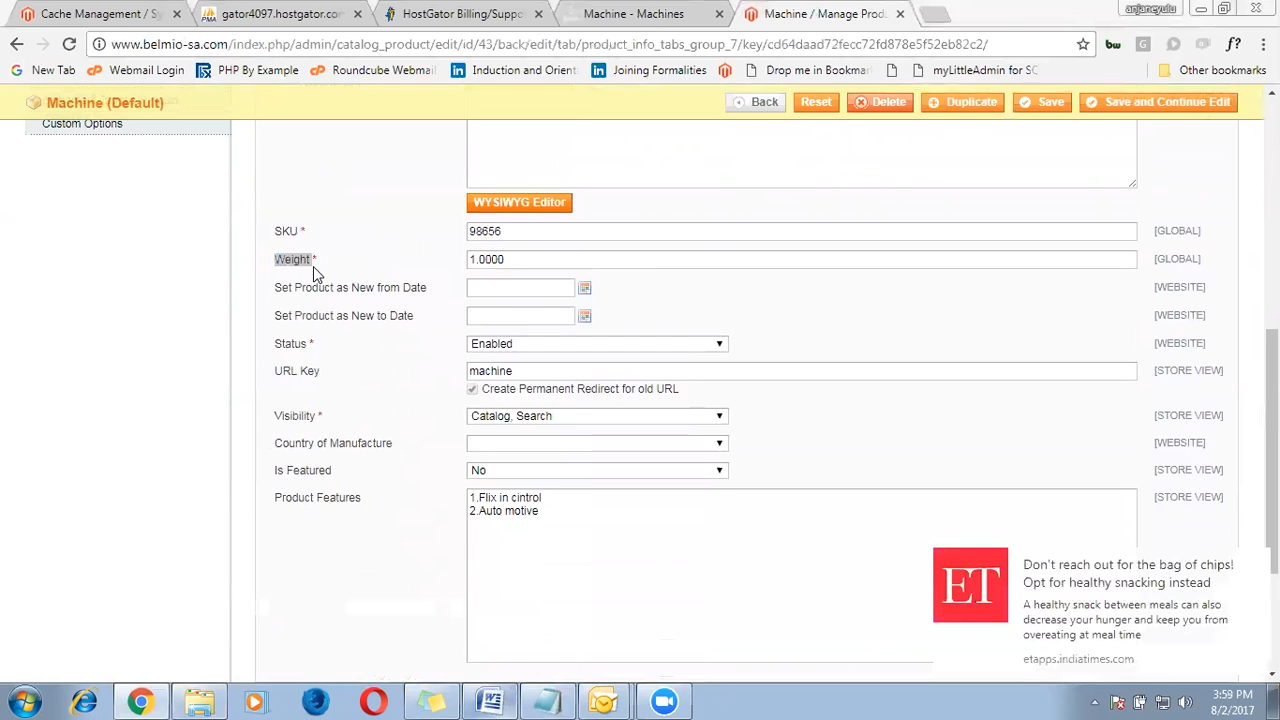 Cache Management / Sy
gator4097.hostgator.com
HostGator Billing/Suppo
Machine - Machines
Machine / Manage Prod
anjaneyulu
www.belmio-sa.com/index.php/admin/catalog_product/edit/id/43/back/edit/tab/product_info_tabs_group_7/key/cd64daad72fecc72fd878e5f52eb82c2/
New Tab
Webmail Login
PHP By Example
Roundcube Webmail
Induction and Orient
Joining Formalities
Drop me in Bookmar
myLittleAdmin for SC
Other bookmarks
Machine (Default)
Back
Reset
Delete
Duplicate
Save
Save and Continue Edit
Custom Options
WYSIWYG Editor
SKU * 98656 [GLOBAL]
Weight * 1.0000 [GLOBAL]
Set Product as New from Date [WEBSITE]
Set Product as New to Date [WEBSITE]
Status * Enabled [WEBSITE]
URL Key machine [STORE VIEW]
Create Permanent Redirect for old URL
Visibility * Catalog, Search [STORE VIEW]
Country of Manufacture [WEBSITE]
Is Featured No [STORE VIEW]
Product Features 1.Flix in cintrol [STORE VIEW]
2.Auto motive
ET
Don't reach out for the bag of chips!
Opt for healthy snacking instead
A healthy snack between meals can also
decrease your hunger and keep you from
overeating at meal time
etapps.indiatimes.com
3:59 PM
8/2/2017